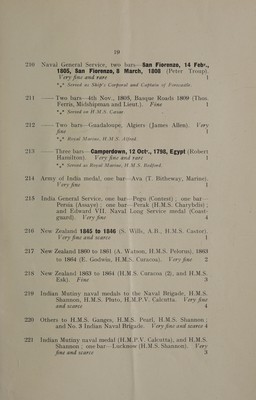 19
210 Naval General Service, two bars—San Fiorenzo, 14 Febr.,
1805, San Fiorenzo, 8 March, 1808 (Peter Tromp).
Very fine and rare 1
*⁎* Served as Ship's Corporal and Captain of Forecastle.
211 —— Two bars—4th Nov., 1805, Basque Roads 1809 (Thos.
Ferris, Midshipman and Lieut.). Fine 1
*⁎* Served in H.M.S.
212 —— Two bars—Guadaloupe, Algiers (James Allen). Very
fine 1
*⁎* Royal Marine, H.M.S.
213 —— Three bars—Camperdown, 12 Octr., 1798, Egypt (Robert
Hamilton). Very fine and rare 1
*⁎* Served as Royal Marine, H.M.S. Bedford.
214 Army of India medal, one bar—Ava (T. Bitheway, Marine).
Very fine 1
215 India General Service, one bar—Pegu (Contest) ; one bar—
Persia (Assaye) ; one bar—Perak (H.M.S. Charybdis) ;
and Edward VII. Naval Long Service medal (Coast-
guard). Very fine 4
216 New Zealand 1845 to 1846 (S. Wills, A.B., H.M.S. Castor).
Very fine and scarce 1
217 New Zealand 1860 to 1861 (A. Watson, H.M.S. Pelorus), 1863
to 1864 (E. Godwin, H.M.S. Curacoa). Very fine 2
218 New Zealand 1863 to 1864 (H.M.S. Curacoa (2), and H.M.S.
Esk). Fine 3
219 Indian Mutiny naval medals to the Naval Brigade, H.M.S.
Shannon, H.M.S. Pluto, H.M.P.V. Calcutta. Very fine
and scarce 4
220 Others to H.M.S. Ganges, H.M.S. Pearl, H.M.S. Shannon ;
and No. 3 Indian Naval Brigade. Very fine and scarce 4
221 Indian Mutiny naval medal (H.M.P.V. Calcutta), and H.M.S.
Shannon ; one bar—Lucknow (H.M.S. Shannon). Very
fine and scarce 3